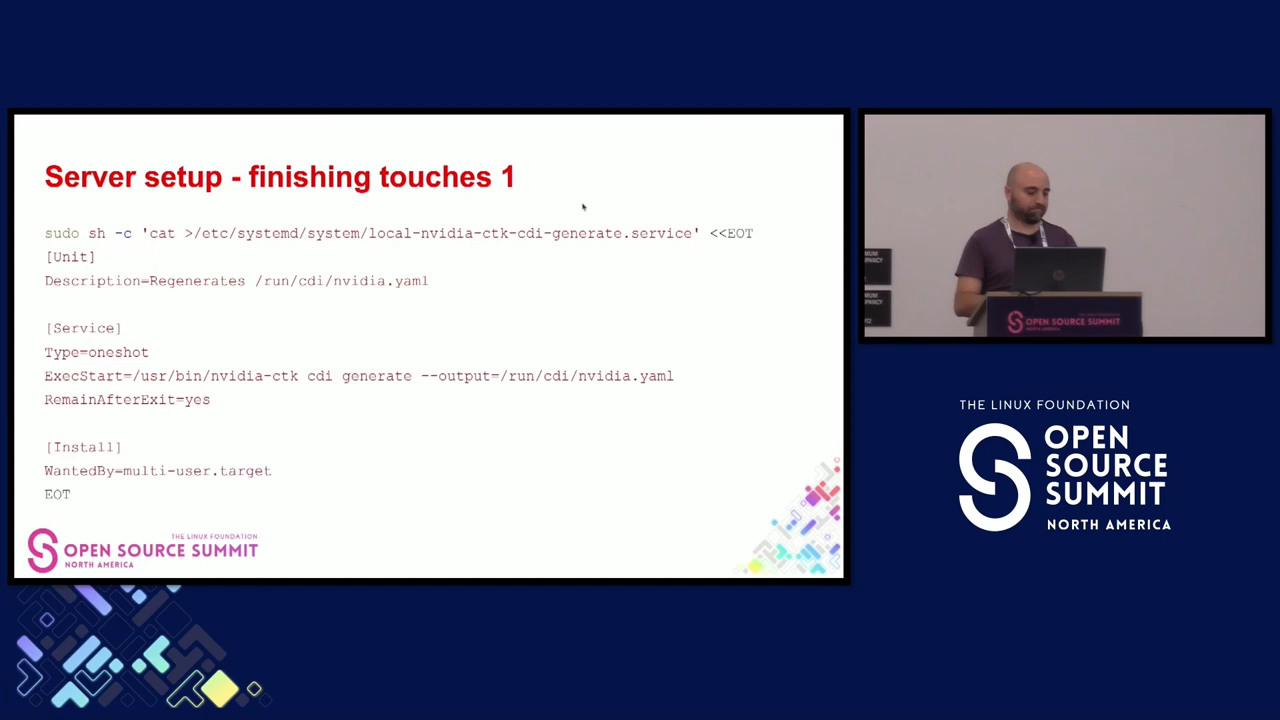 Server setup - finishing touches 1
sudo sh -c 'cat >/etc/systemd/system/local-nvidia-ctk-cdi-generate.service' <<EOT
[Unit]
Description=Regenerates /run/cdi/nvidia.yaml
[Service]
Type=oneshot
ExecStart=/usr/bin/nvidia-ctk cdi generate --output=/run/cdi/nvidia.yaml
RemainAfterExit=yes
[Install]
WantedBy=multi-user.target
EOT
THE LINUX FOUNDATION
OPEN SOURCE SUMMIT
NORTH AMERICA
OPEN SOURCE SUMMIT
NORTH AMERICA
THE LINUX FOUNDATION
OPEN
SOURCE
SUMMIT
NORTH AMERICA